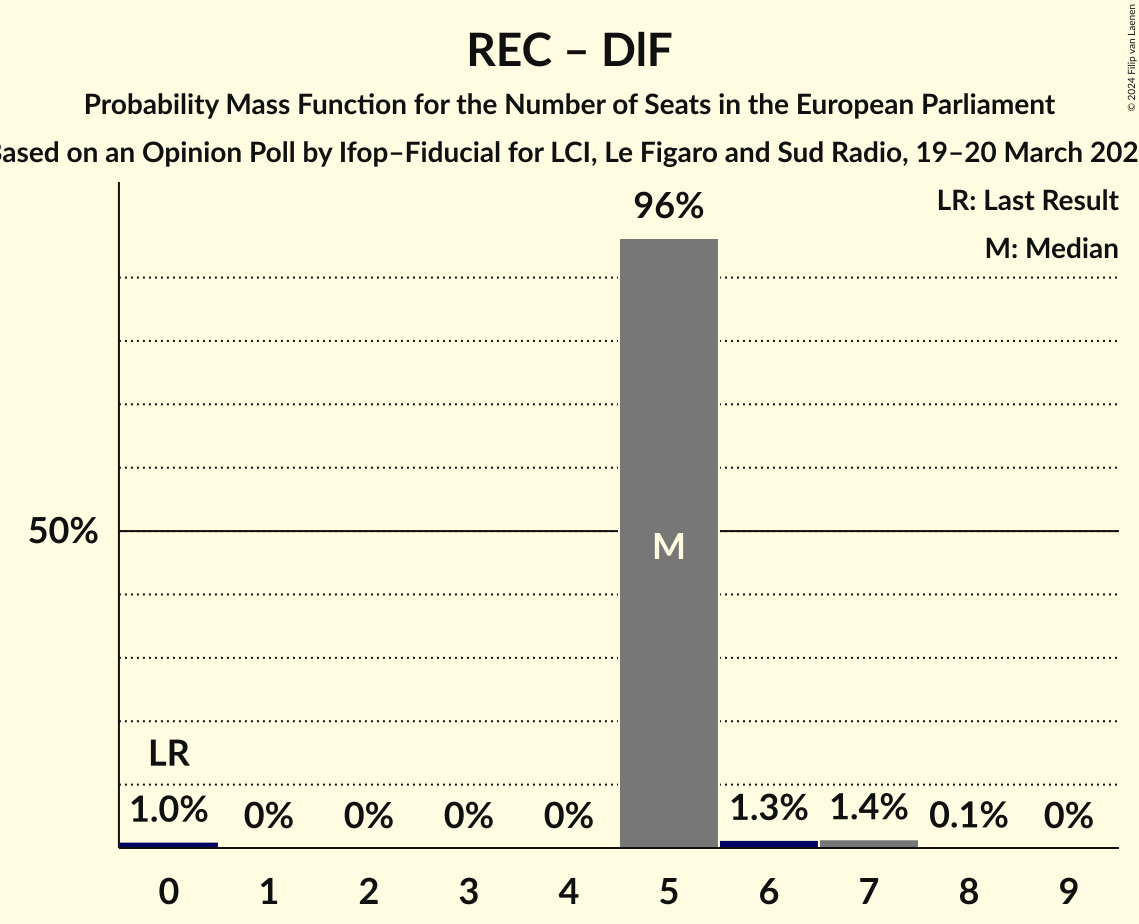 REC – DlF
Probability Mass Function for the Number of Seats in the European Parliament
Based on an Opinion Poll by Ifop–Fiducial for LCI, Le Figaro and Sud Radio, 19–20 March 202
© 2024 Filip van Laenen
LR: Last Result
M: Median
96%
50%
M
LR
1.0% 0% 0% 0% 0% 1.3% 1.4% 0.1% 0%
0 1 2 3 4 5 6 7 8 9